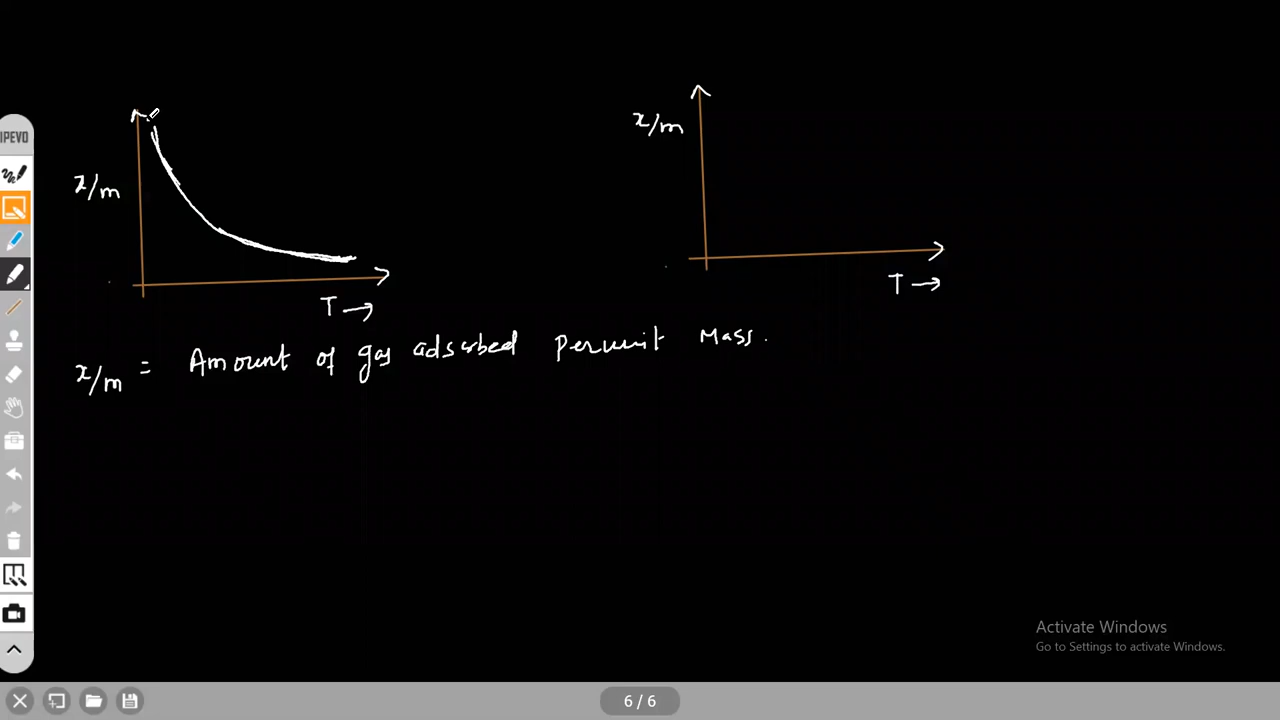 IPEVO
x/m
x/m
T →
T →
x/m = Amount of gas adsorbed per unit Mass.
Activate Windows
Go to Settings to activate Windows.
6 / 6